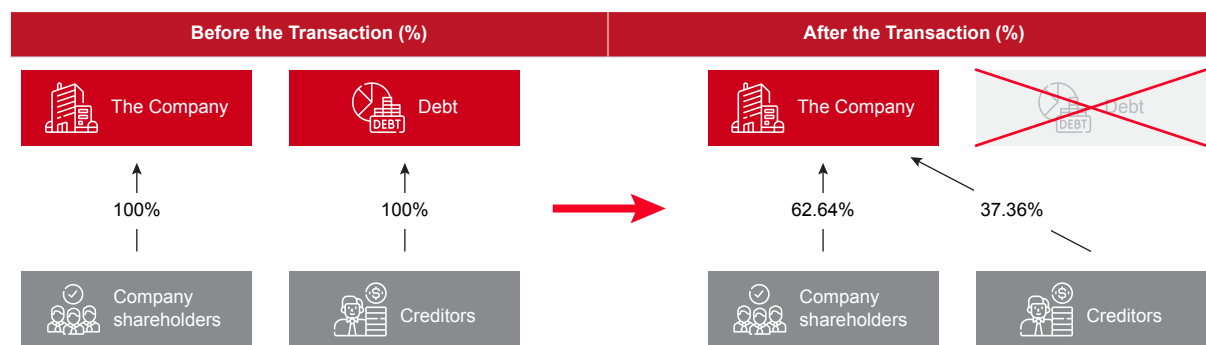 Before the Transaction (%)
After the Transaction (%)
The Company
Debt
DEBT
The Company
Debt
DEBT
100%
100%
62.64%
37.36%
Company
shareholders
Creditors
Company
shareholders
Creditors